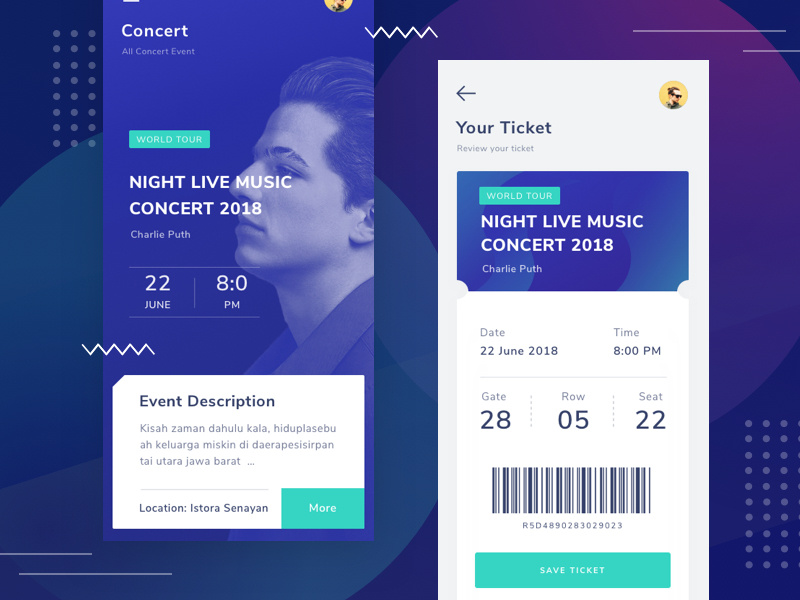 Concert
All Concert Event
WORLD TOUR
NIGHT LIVE MUSIC
CONCERT 2018
Charlie Puth
22
JUNE
8:0
PM
Event Description
Kisah zaman dahulu kala, hiduplasebu
ah keluarga miskin di daerapesisirpan
tai utara jawa barat ...
Location: Istora Senayan
More
Your Ticket
Review your ticket
WORLD TOUR
NIGHT LIVE MUSIC
CONCERT 2018
Charlie Puth
Date Time
22 June 2018 8:00 PM
Gate Row Seat
28 05 22
R5D4890283029023
SAVE TICKET